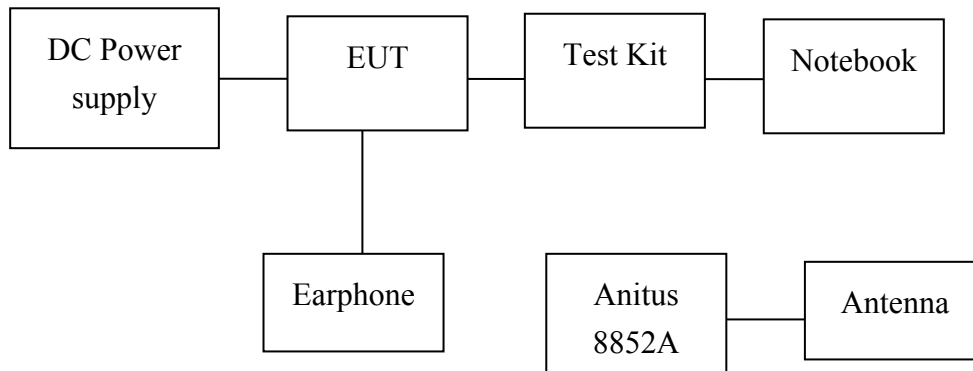 DC Power
supply
EUT
Test Kit
Notebook
Earphone
Anitus
8852A
Antenna